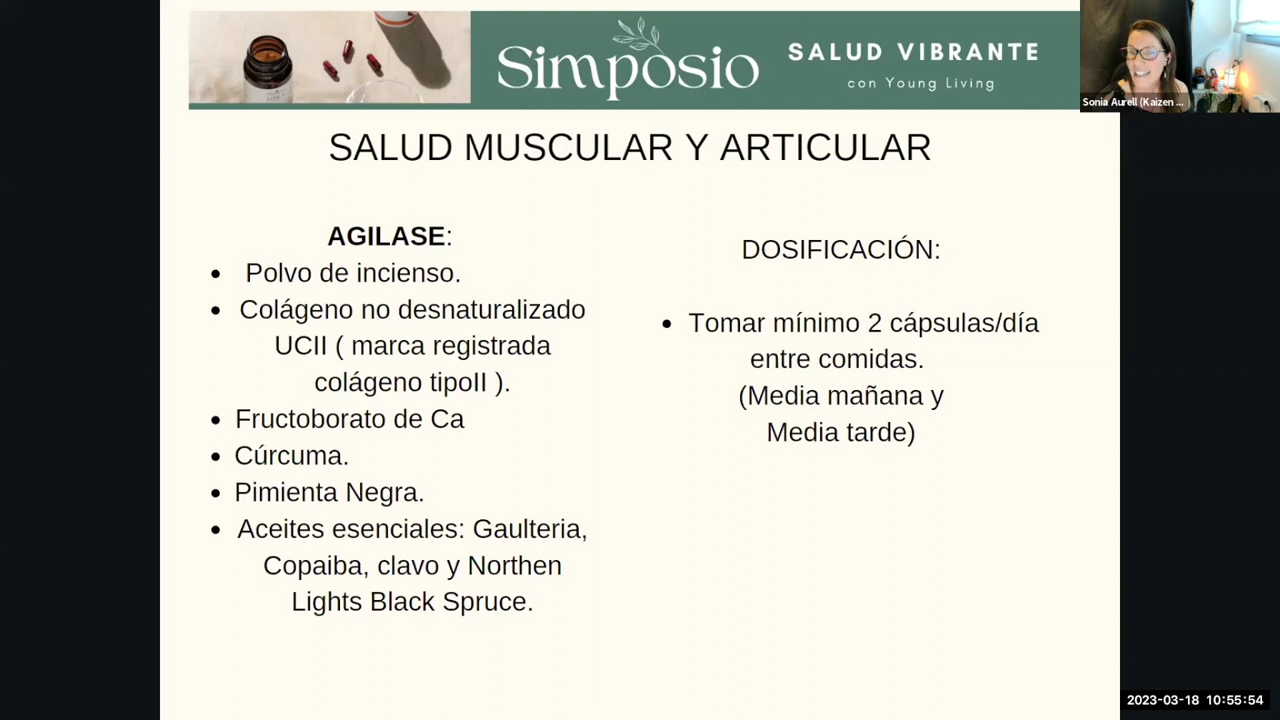 Simposio
SALUD VIBRANTE
con Young Living
Sonia Aurell (Kaizen ...
SALUD MUSCULAR Y ARTICULAR
AGILASE:
• Polvo de incienso.
• Colágeno no desnaturalizado
UCII ( marca registrada
colágeno tipoII ).
• Fructoborato de Ca
• Cúrcuma.
• Pimienta Negra.
• Aceites esenciales: Gaulteria,
Copaiba, clavo y Northen
Lights Black Spruce.
DOSIFICACIÓN:
• Tomar mínimo 2 cápsulas/día
entre comidas.
(Media mañana y
Media tarde)
2023-03-18 10:55:54